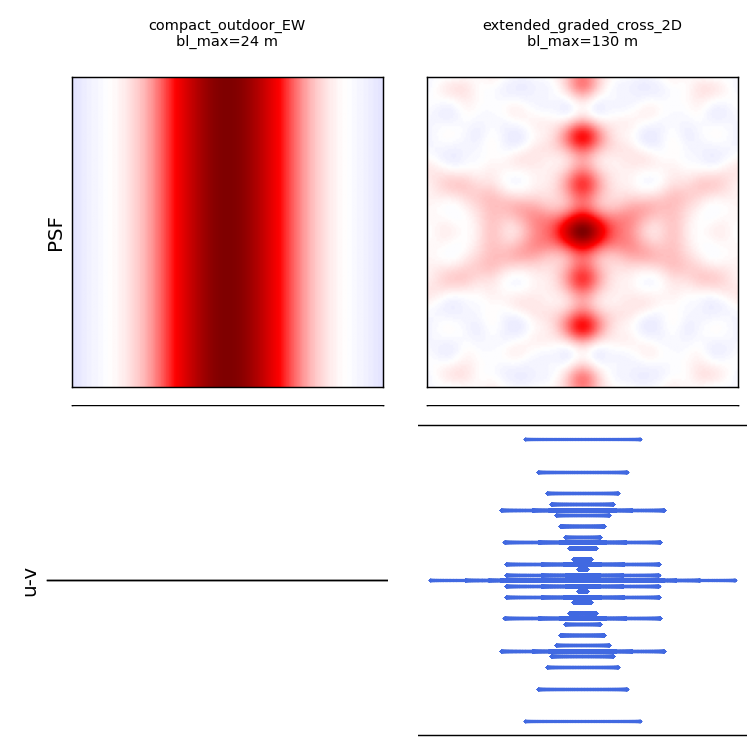 compact_outdoor_EW
bl_max=24 m
extended_graded_cross_2D
bl_max=130 m
PSF
u-v